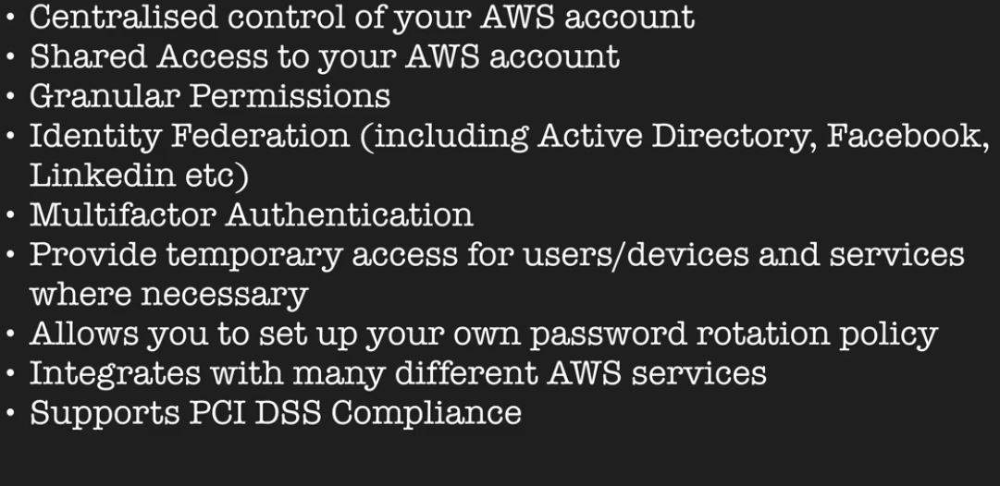 • Centralised control of your AWS account
• Shared Access to your AWS account
• Granular Permissions
• Identity Federation (including Active Directory, Facebook,
Linkedin etc)
• Multifactor Authentication
• Provide temporary access for users/devices and services
where necessary
• Allows you to set up your own password rotation policy
• Integrates with many different AWS services
• Supports PCI DSS Compliance